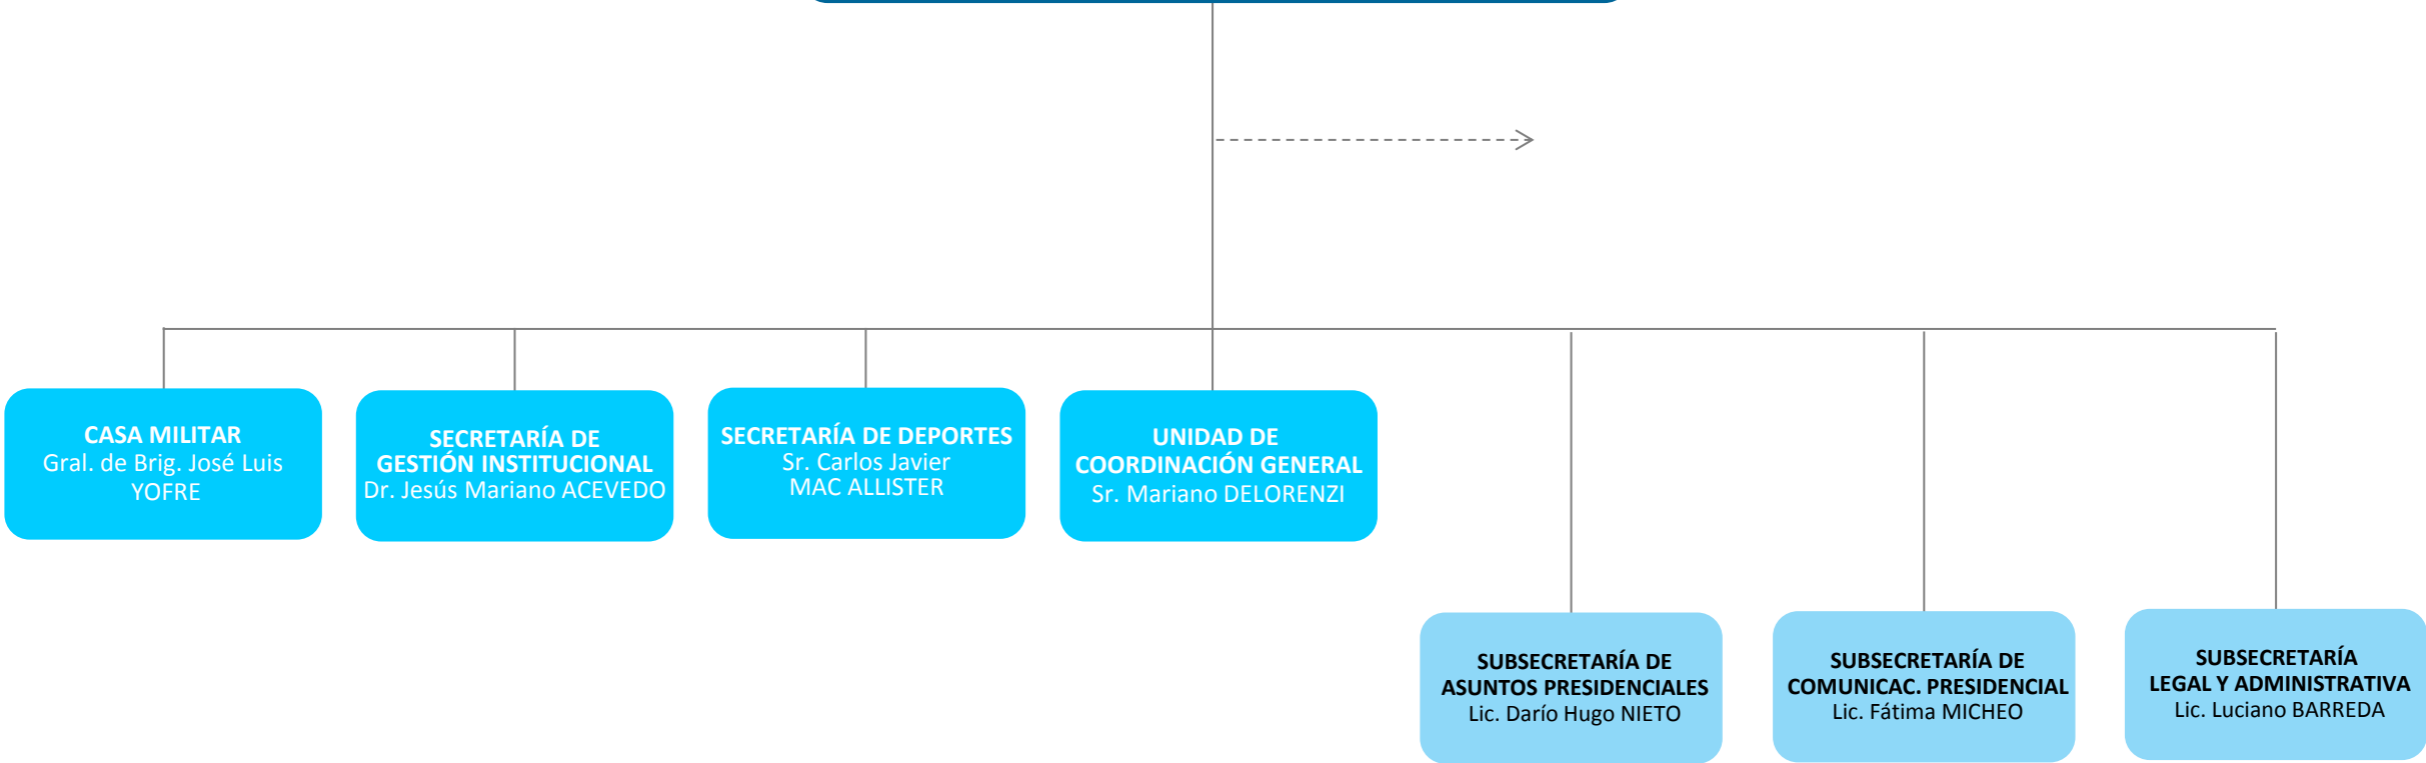 CASA MILITAR
Gral. de Brig. José Luis
YOFRE
SECRETARÍA DE
GESTIÓN INSTITUCIONAL
Dr. Jesús Mariano ACEVEDO
SECRETARÍA DE DEPORTES
Sr. Carlos Javier
MAC ALLISTER
UNIDAD DE
COORDINACIÓN GENERAL
Sr. Mariano DELORENZI
SUBSECRETARÍA DE
ASUNTOS PRESIDENCIALES
Lic. Darío Hugo NIETO
SUBSECRETARÍA DE
COMUNICAC. PRESIDENCIAL
Lic. Fátima MICHEO
SUBSECRETARÍA
LEGAL Y ADMINISTRATIVA
Lic. Luciano BARREDA